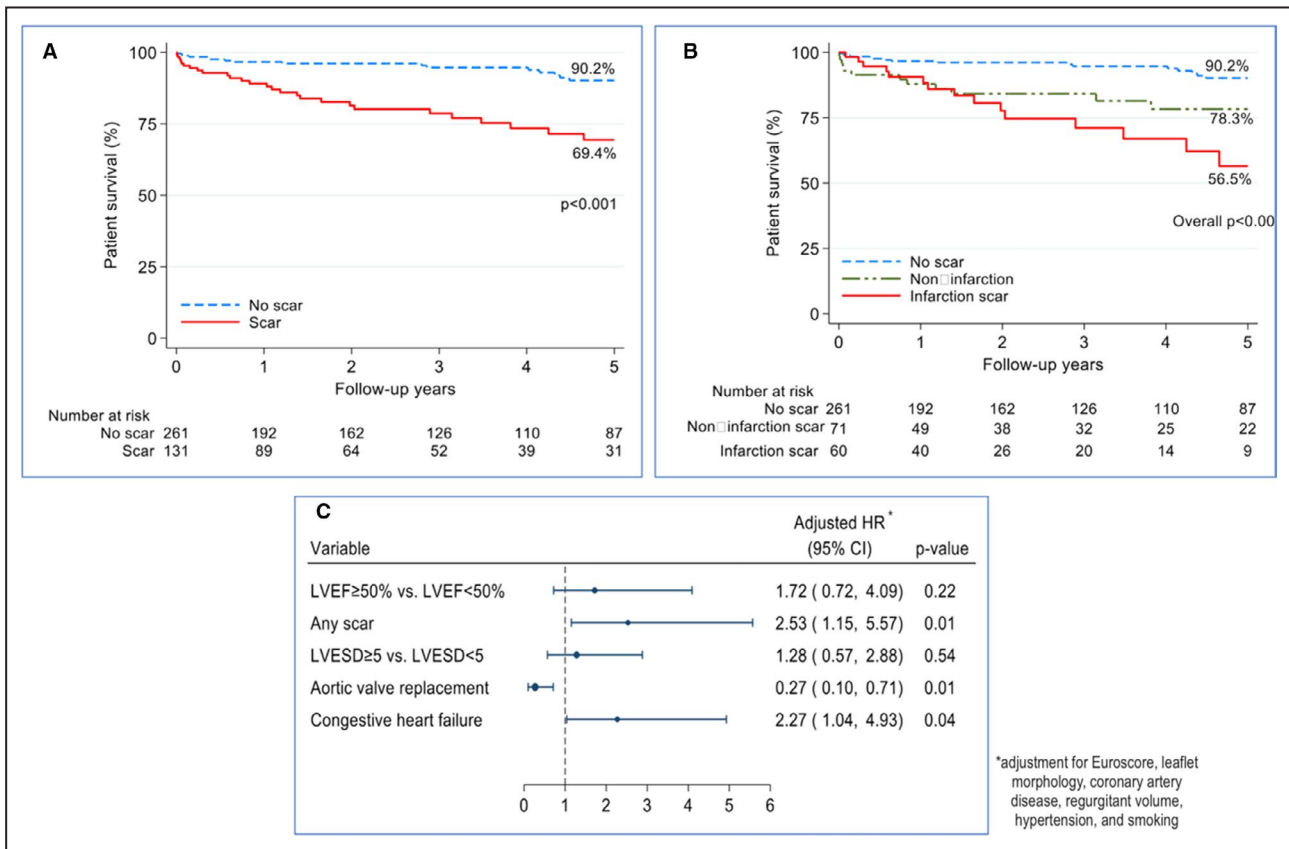 A
100
75
50
25
0
Patient survival (%)
90.2%
69.4%
p<0.001
No scar
Scar
0 1 2 3 4 5
Follow-up years
Number at risk
No scar 261 192 162 126 110 87
Scar 131 89 64 52 39 31
B
100
75
50
25
0
Patient survival (%)
90.2%
78.3%
56.5%
Overall p<0.00
No scar
Non□infarction
Infarction scar
0 1 2 3 4 5
Follow-up years
Number at risk
No scar 261 192 162 126 110 87
Non□infarction scar 71 49 38 32 25 22
Infarction scar 60 40 26 20 14 9
C
Adjusted HR*
Variable (95% CI) p-value
LVEF≥50% vs. LVEF<50% 1.72 ( 0.72, 4.09) 0.22
Any scar 2.53 ( 1.15, 5.57) 0.01
LVESD≥5 vs. LVESD<5 1.28 ( 0.57, 2.88) 0.54
Aortic valve replacement 0.27 ( 0.10, 0.71) 0.01
Congestive heart failure 2.27 ( 1.04, 4.93) 0.04
0 1 2 3 4 5 6
*adjustment for Euroscore, leaflet
morphology, coronary artery
disease, regurgitant volume,
hypertension, and smoking